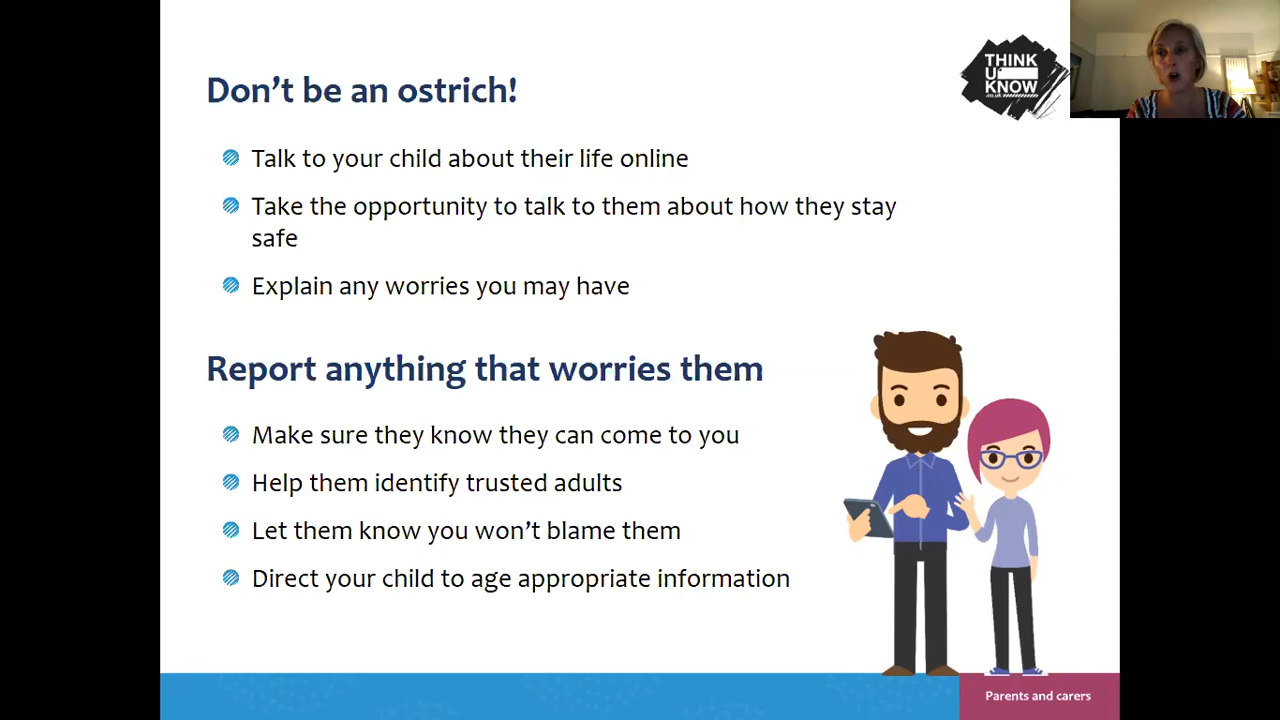 Don't be an ostrich!
Talk to your child about their life online
Take the opportunity to talk to them about how they stay
safe
Explain any worries you may have
Report anything that worries them
Make sure they know they can come to you
Help them identify trusted adults
Let them know you won't blame them
Direct your child to age appropriate information
THINK
U
KNOW
.co.uk
Parents and carers